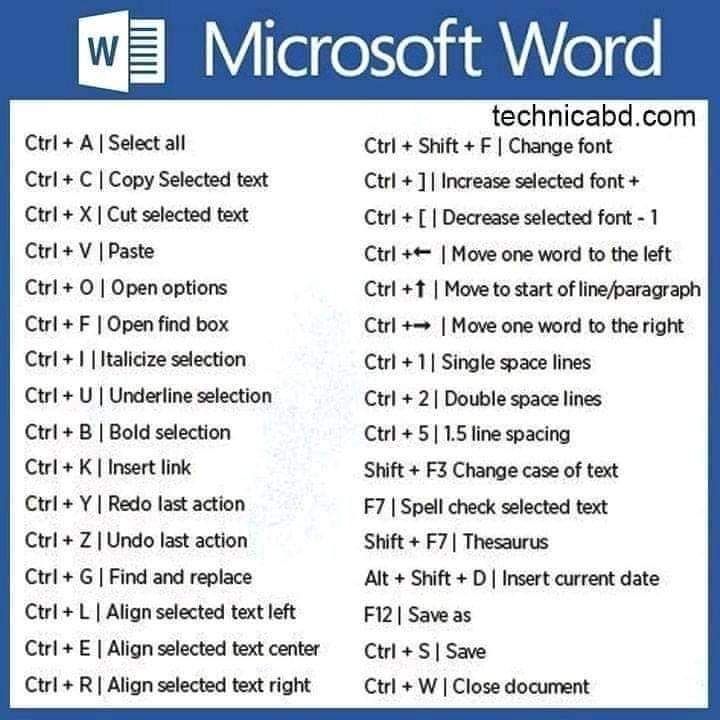 W
Microsoft Word
technicabd.com
Ctrl + A | Select all
Ctrl + C | Copy Selected text
Ctrl + X | Cut selected text
Ctrl + V | Paste
Ctrl + O | Open options
Ctrl + F | Open find box
Ctrl + I | Italicize selection
Ctrl + U | Underline selection
Ctrl + B | Bold selection
Ctrl + K | Insert link
Ctrl + Y | Redo last action
Ctrl + Z | Undo last action
Ctrl + G | Find and replace
Ctrl + L | Align selected text left
Ctrl + E | Align selected text center
Ctrl + R | Align selected text right
Ctrl + Shift + F | Change font
Ctrl + ] | Increase selected font +
Ctrl + [ | Decrease selected font - 1
Ctrl +← | Move one word to the left
Ctrl +↑ | Move to start of line/paragraph
Ctrl +→ | Move one word to the right
Ctrl + 1 | Single space lines
Ctrl + 2 | Double space lines
Ctrl + 5 | 1.5 line spacing
Shift + F3 Change case of text
F7 | Spell check selected text
Shift + F7 | Thesaurus
Alt + Shift + D | Insert current date
F12 | Save as
Ctrl + S | Save
Ctrl + W | Close document